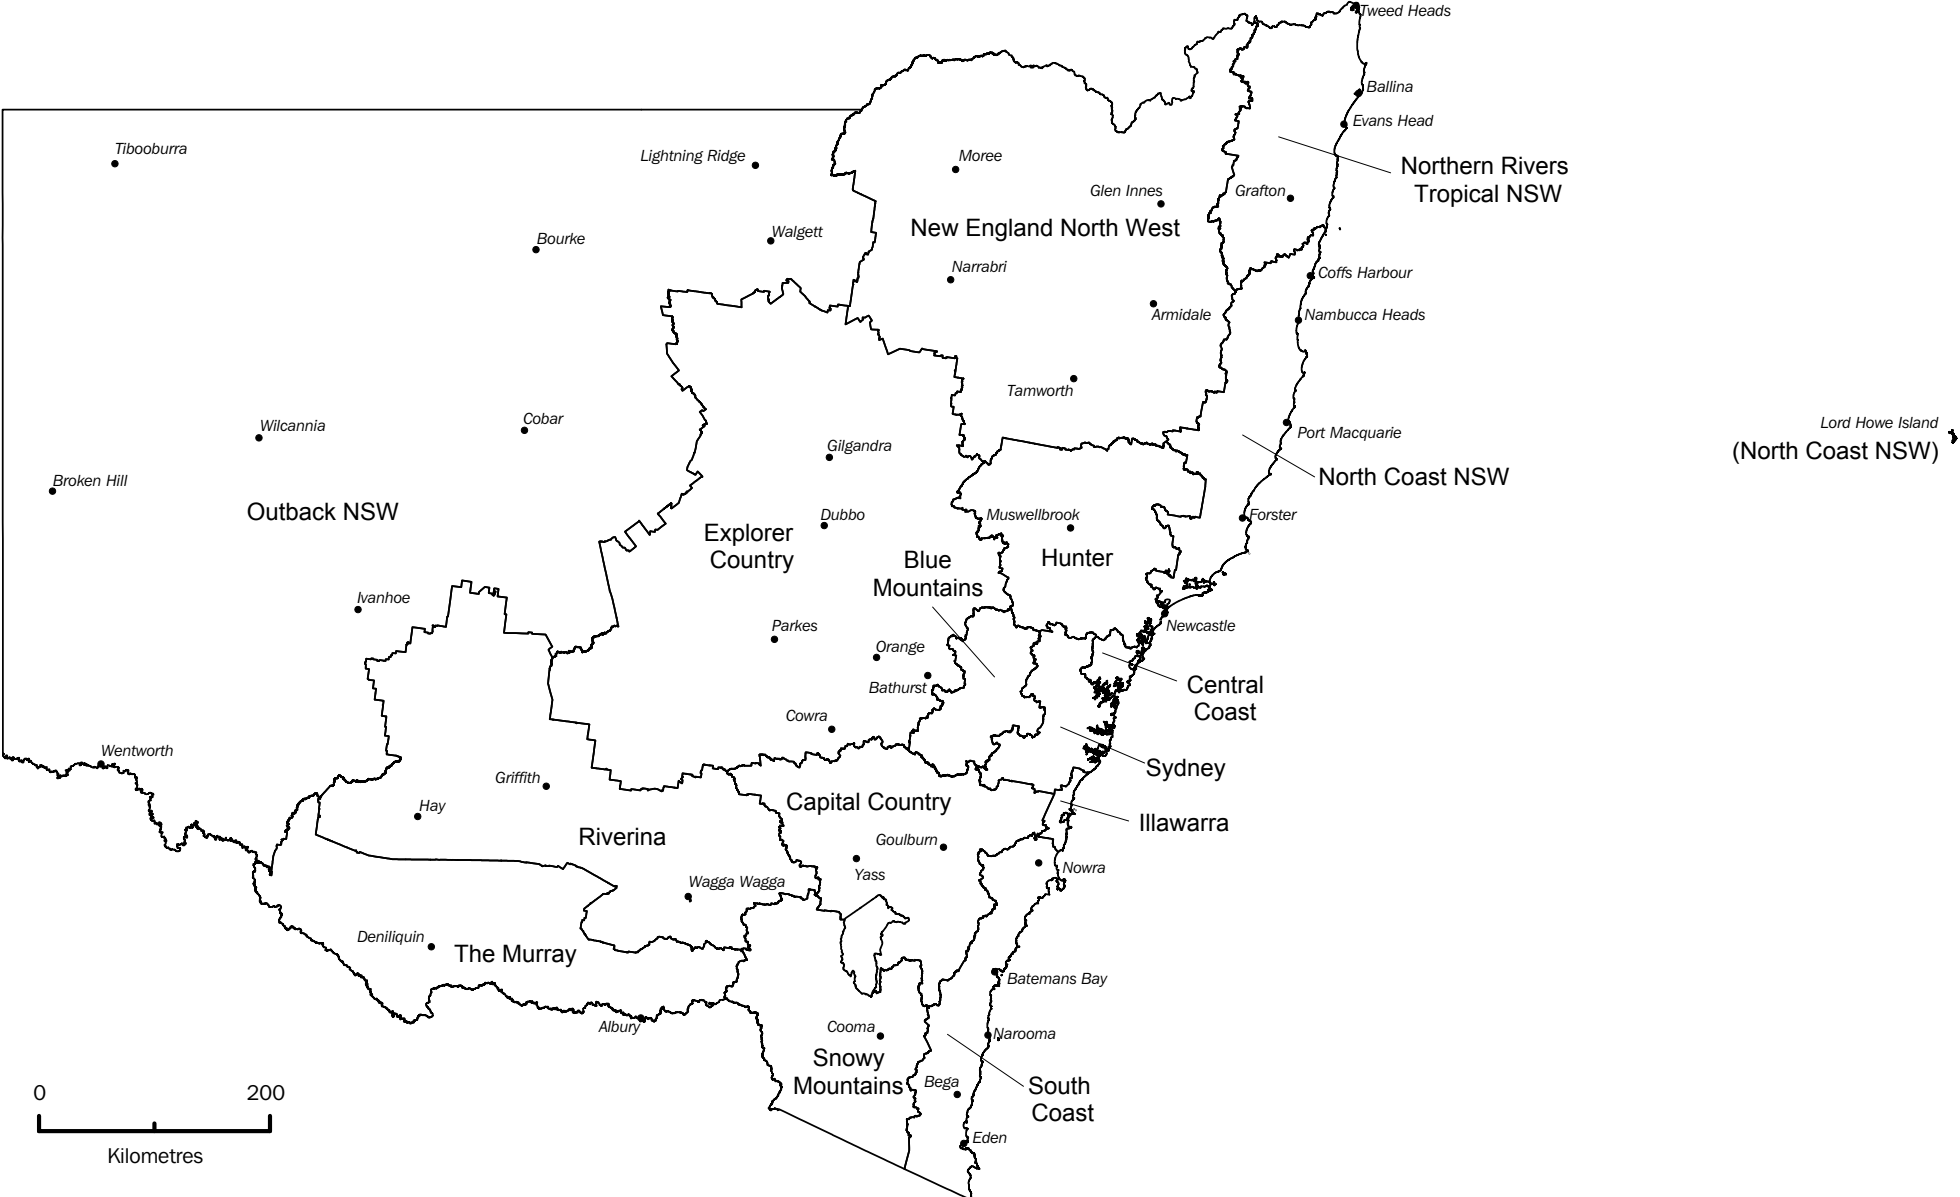 Tweed Heads
Ballina
Evans Head
Tibooburra
Lightning Ridge
Moree
Northern Rivers
Tropical NSW
Glen Innes
Grafton
New England North West
Walgett
Bourke
Narrabri
Coffs Harbour
Armidale
Nambucca Heads
Tamworth
Cobar
Wilcannia
Lord Howe Island
(North Coast NSW)
Port Macquarie
Gilgandra
North Coast NSW
Broken Hill
Outback NSW
Dubbo
Muswellbrook
Forster
Explorer
Country
Blue
Mountains
Hunter
Ivanhoe
Parkes
Newcastle
Orange
Bathurst
Central
Coast
Cowra
Wentworth
Sydney
Griffith
Hay
Capital Country
Illawarra
Riverina
Goulburn
Yass
Nowra
Wagga Wagga
Deniliquin
The Murray
Batemans Bay
Albury
Cooma
Narooma
Snowy
Mountains
Bega
South
Coast
0 200
Kilometres
Eden